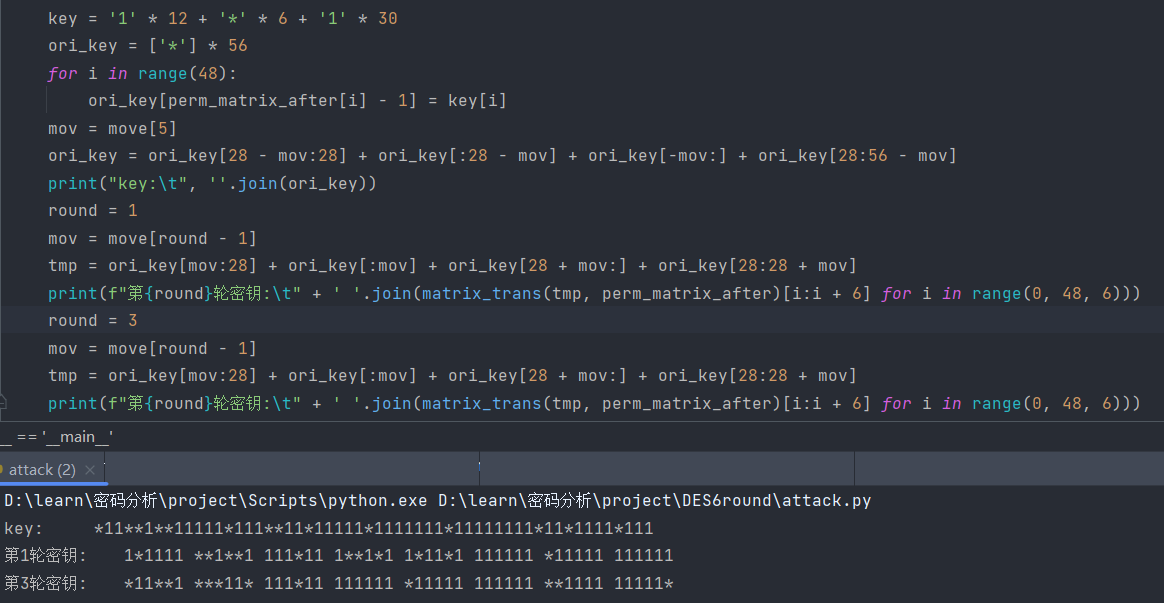 key = '1' * 12 + '*' * 6 + '1' * 30
ori_key = ['*'] * 56
for i in range(48):
    ori_key[perm_matrix_after[i] - 1] = key[i]
mov = move[5]
ori_key = ori_key[28 - mov:28] + ori_key[:28 - mov] + ori_key[-mov:] + ori_key[28:56 - mov]
print("key:\t", ''.join(ori_key))
round = 1
mov = move[round - 1]
tmp = ori_key[mov:28] + ori_key[:mov] + ori_key[28 + mov:] + ori_key[28:28 + mov]
print(f"第{round}轮密钥:\t" + ' '.join(matrix_trans(tmp, perm_matrix_after)[i:i + 6] for i in range(0, 48, 6)))
round = 3
mov = move[round - 1]
tmp = ori_key[mov:28] + ori_key[:mov] + ori_key[28 + mov:] + ori_key[28:28 + mov]
print(f"第{round}轮密钥:\t" + ' '.join(matrix_trans(tmp, perm_matrix_after)[i:i + 6] for i in range(0, 48, 6)))
__ == '__main__'
attack (2)
D:\learn\密码分析\project\Scripts\python.exe D:\learn\密码分析\project\DES6round\attack.py
key:	*11**1**11111*111**11*11111*1111111*11111111*11*1111*111
第1轮密钥:	1*1111 **1**1 111*11 1**1*1 1*11*1 111111 *11111 111111
第3轮密钥:	*11**1 ***11* 111*11 111111 *11111 111111 **1111 11111*